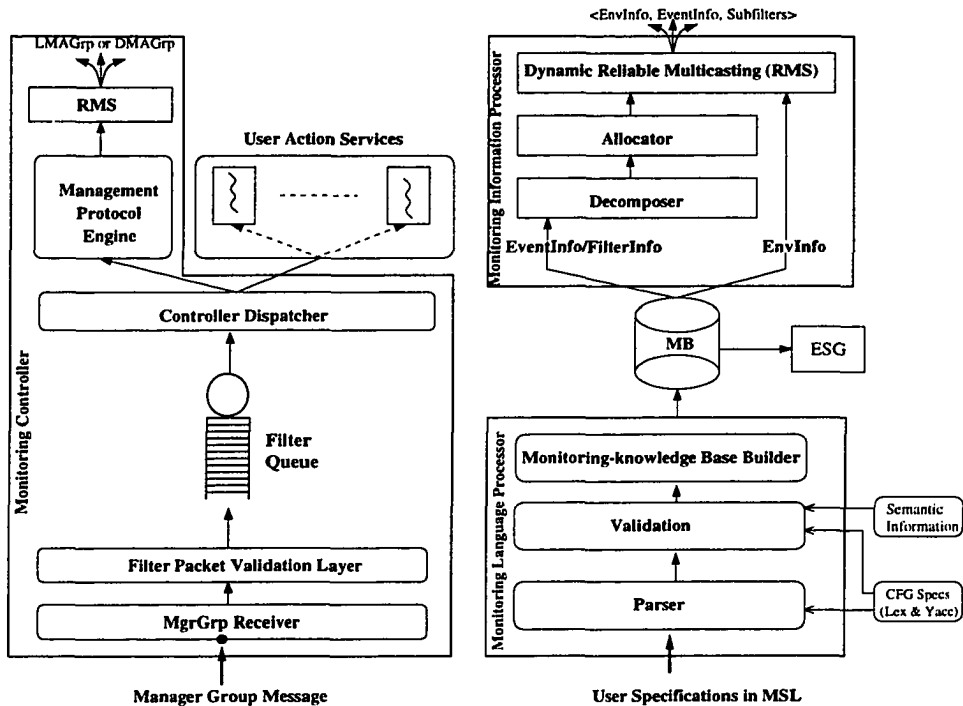 LMAGrp or DMAGrp
RMS
Management
Protocol
Engine
User Action Services
Controller Dispatcher
Monitoring Controller
Filter
Queue
Filter Packet Validation Layer
MgrGrp Receiver
Manager Group Message
<EnvInfo, EventInfo, Subfilters>
Monitoring Information Processor
Dynamic Reliable Multicasting (RMS)
Allocator
Decomposer
EventInfo/FilterInfo
EnvInfo
MB
ESG
Monitoring Language Processor
Monitoring-knowledge Base Builder
Validation
Semantic
Information
Parser
CFG Specs
(Lex & Yacc)
User Specifications in MSL